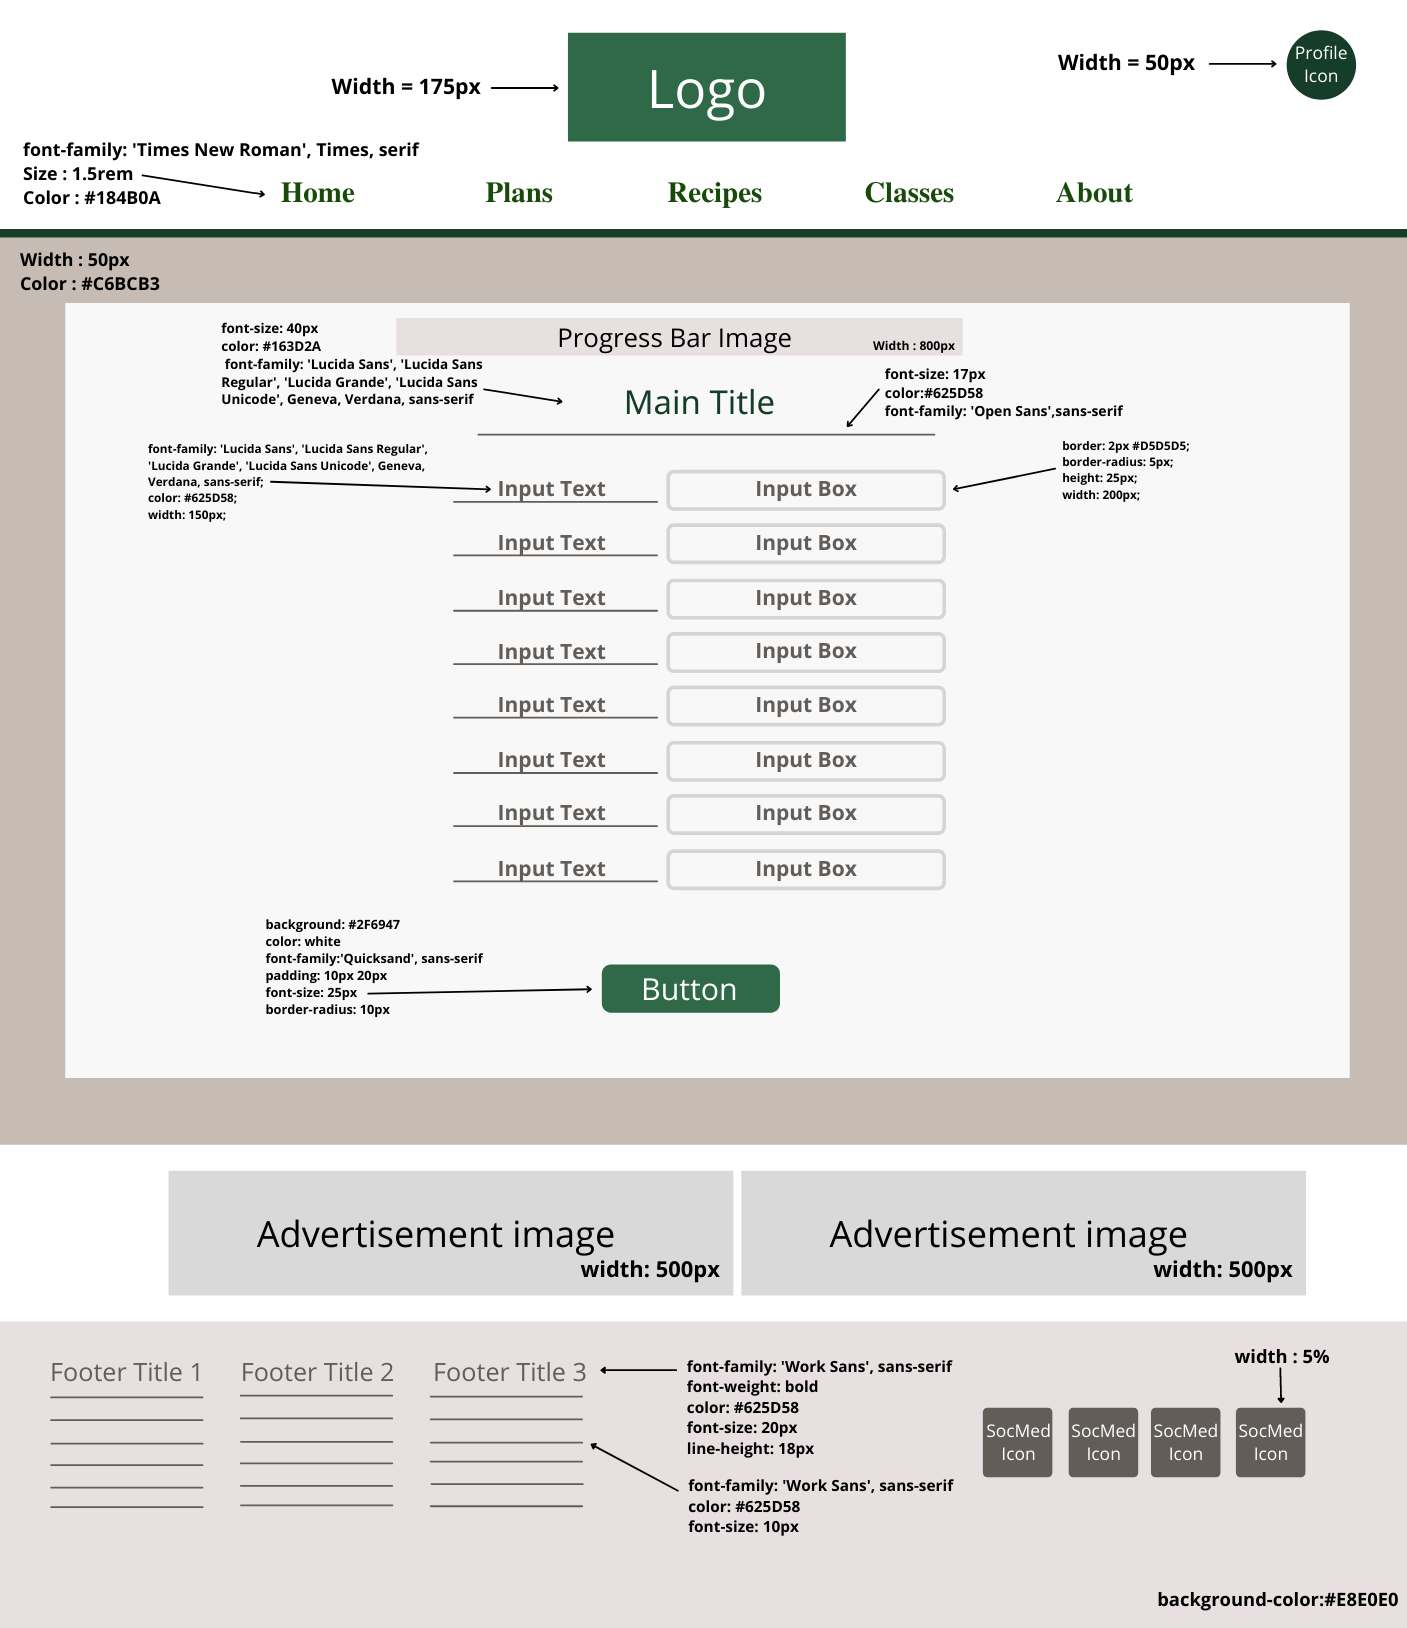 Width = 175px
Logo
Width = 50px
Profile
Icon
font-family: 'Times New Roman', Times, serif
Size : 1.5rem
Color : #184B0A
Home
Plans
Recipes
Classes
About
Width : 50px
Color : #C6BCB3
Progress Bar Image
Width : 800px
font-size: 40px
color: #163D2A
font-family: 'Lucida Sans', 'Lucida Sans
Regular', 'Lucida Grande', 'Lucida Sans
Unicode', Geneva, Verdana, sans-serif
Main Title
font-size: 17px
color:#625D58
font-family: 'Open Sans',sans-serif
font-family: 'Lucida Sans', 'Lucida Sans Regular',
'Lucida Grande', 'Lucida Sans Unicode', Geneva,
Verdana, sans-serif;
color: #625D58;
width: 150px;
border: 2px #D5D5D5;
border-radius: 5px;
height: 25px;
width: 200px;
Input Text
Input Box
Input Text
Input Box
Input Text
Input Box
Input Text
Input Box
Input Text
Input Box
Input Text
Input Box
Input Text
Input Box
Input Text
Input Box
background: #2F6947
color: white
font-family:'Quicksand', sans-serif
padding: 10px 20px
font-size: 25px
border-radius: 10px
Button
Advertisement image
width: 500px
Advertisement image
width: 500px
Footer Title 1
Footer Title 2
Footer Title 3
font-family: 'Work Sans', sans-serif
font-weight: bold
color: #625D58
font-size: 20px
line-height: 18px
font-family: 'Work Sans', sans-serif
color: #625D58
font-size: 10px
width : 5%
SocMed
Icon
SocMed
Icon
SocMed
Icon
SocMed
Icon
background-color:#E8E0E0